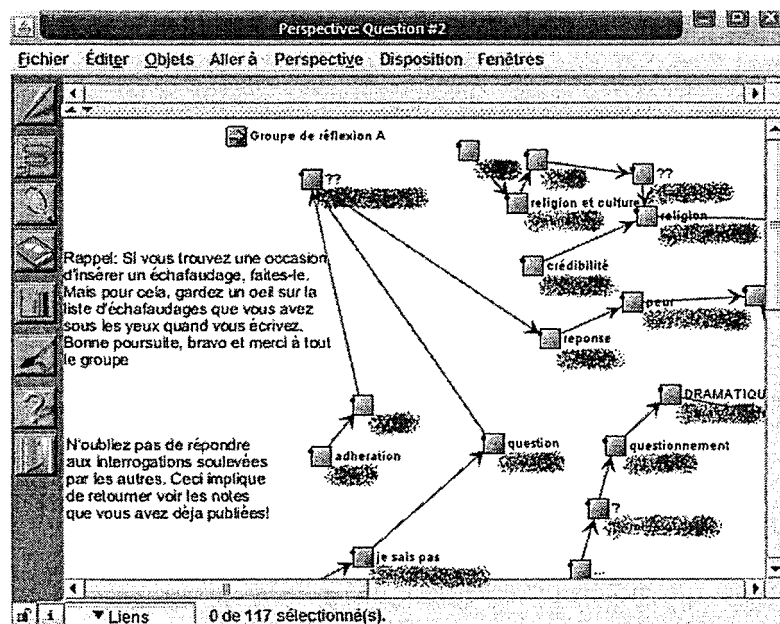 Perspective: Question #2
Fichier Éditer Objets Aller à Perspective Disposition Fenêtres
Groupe de réflexion A
??
??
religion et culture
religion
Rappel: Si vous trouvez une occasion
d'insérer un échafaudage, faites-le.
Mais pour cela, gardez un oeil sur la
liste d'échafaudages que vous avez
sous les yeux quand vous écrivez.
Bonne poursuite, bravo et merci à tout
le groupe
crédibilité
peur
reponse
DRAMATIQU
N'oubliez pas de répondre
aux interrogations soulevées
par les autres. Ceci implique
de retourner voir les notes
que vous avez déja publiées!
adheration
question
questionnement
?
je sais pas
...
Liens 0 de 117 sélectionné(s).